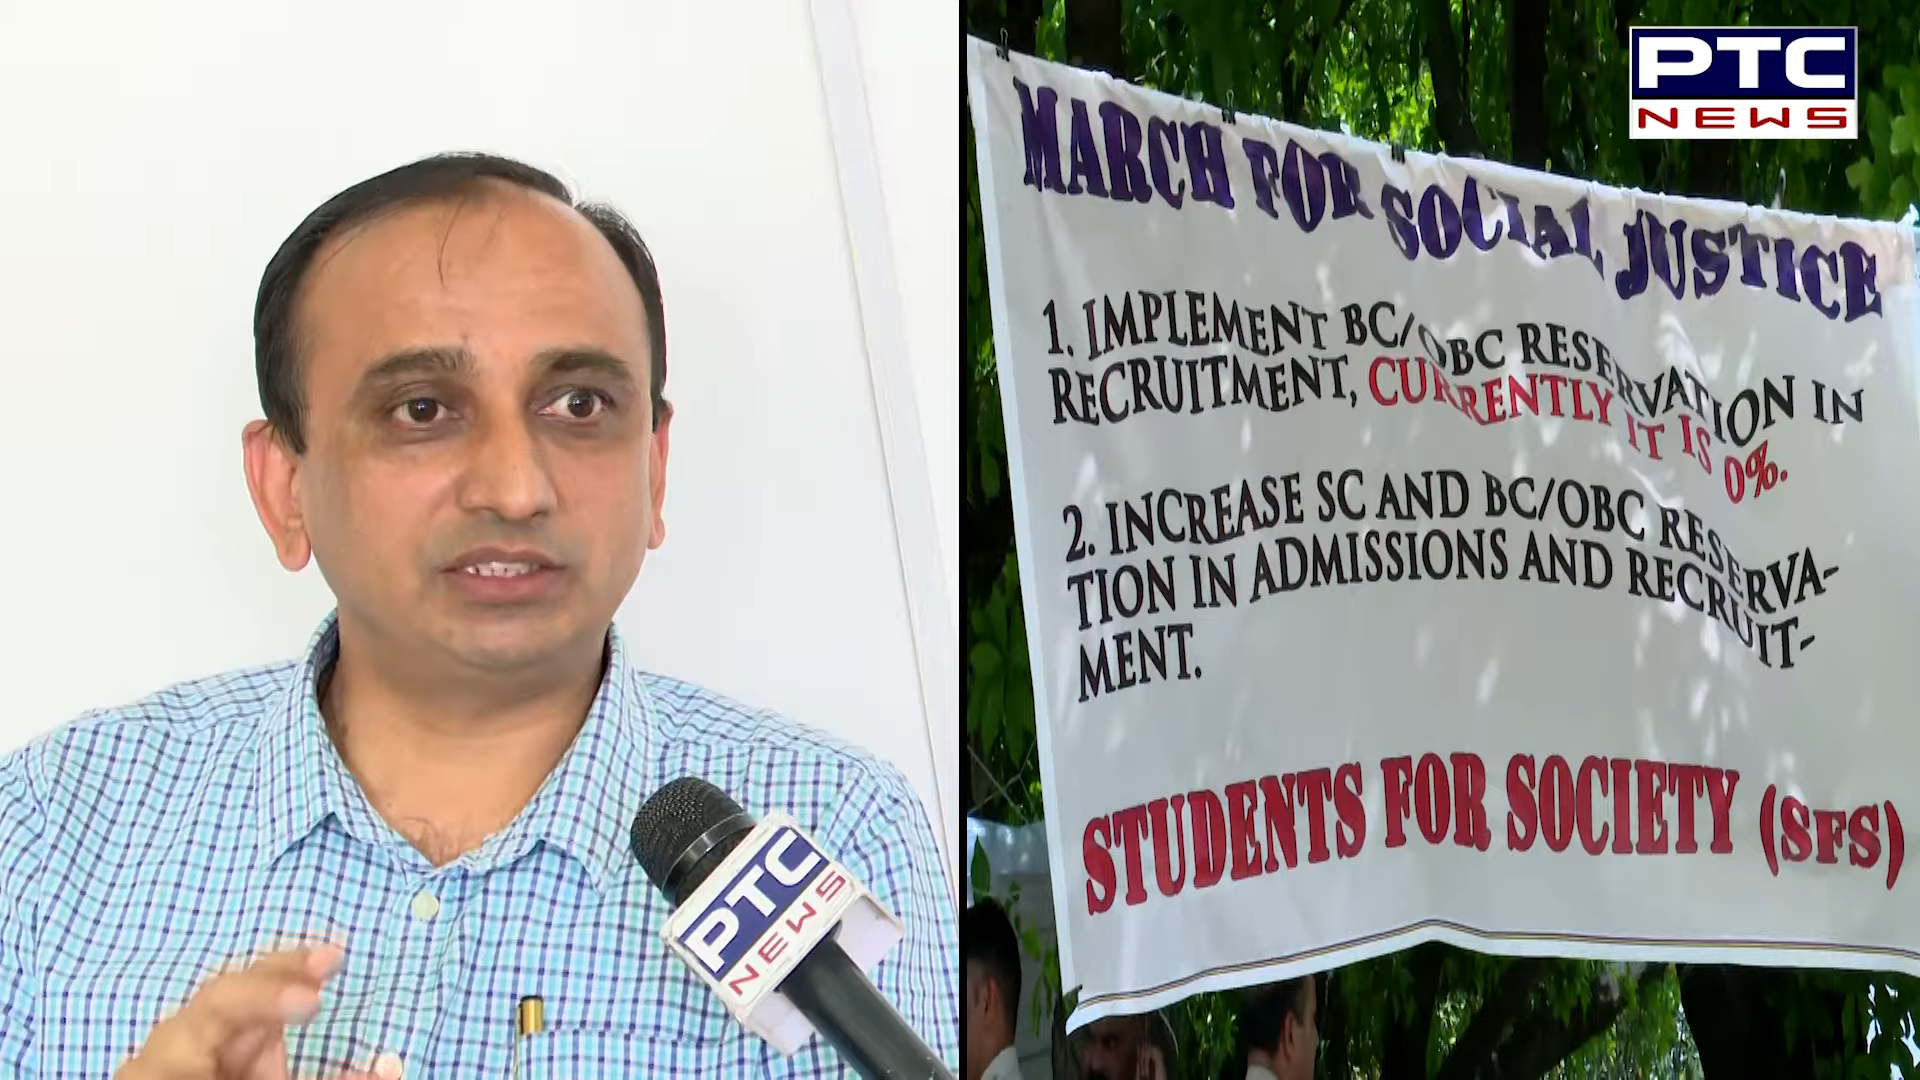 PTC
NEWS
MARCH FOR SOCIAL JUSTICE
1. IMPLEMENT BC/OBC RESERVATION IN
RECRUITMENT, CURRENTLY IT IS 0%.
2. INCREASE SC AND BC/OBC RESERVA-
TION IN ADMISSIONS AND RECRUIT-
MENT.
STUDENTS FOR SOCIETY (SFS)
PTC
NEWS